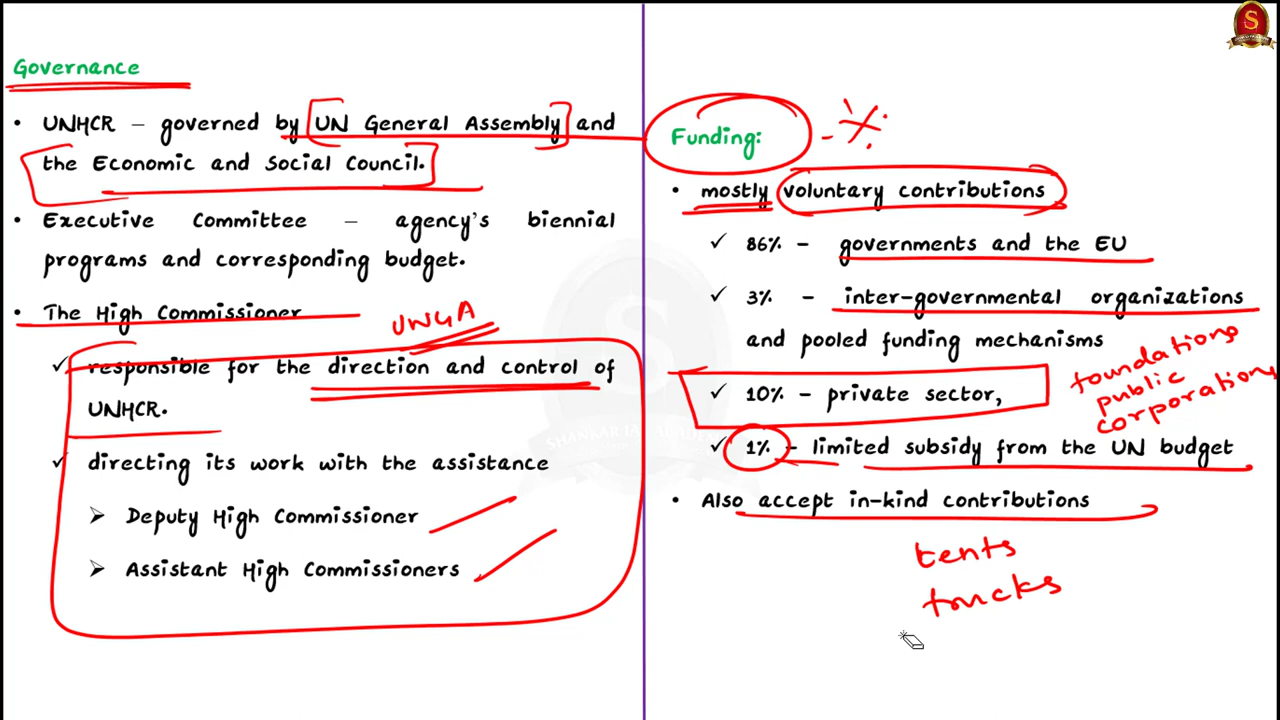 Governance
• UNHCR – governed by UN General Assembly and
the Economic and Social Council.
• Executive Committee – agency's biennial
programs and corresponding budget.
• The High Commissioner
UNGA
✓ responsible for the direction and control of
UNHCR.
✓ directing its work with the assistance
➢ Deputy High Commissioner
➢ Assistant High Commissioners
Funding:
• mostly voluntary contributions
✓ 86% – governments and the EU
✓ 3% – inter-governmental organizations
and pooled funding mechanisms
✓ 10% – private sector,
foundations
public
corporations
✓ 1% – limited subsidy from the UN budget
• Also accept in-kind contributions
tents
trucks
S